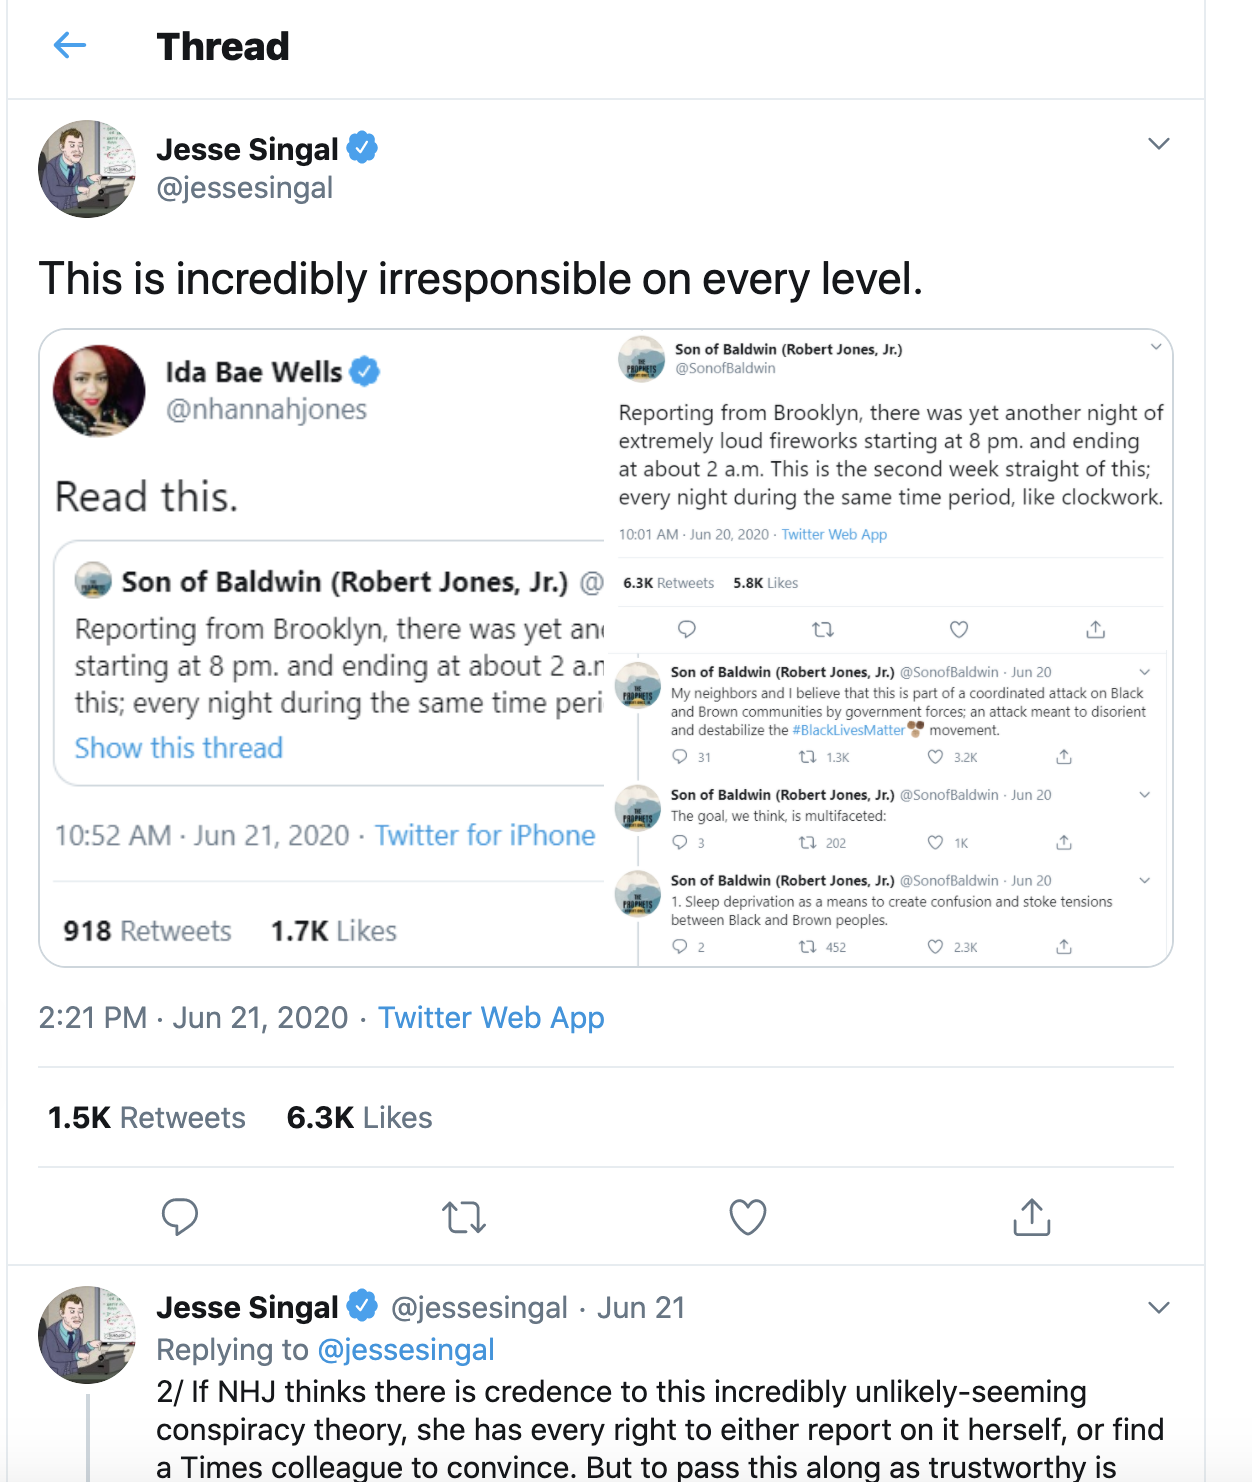 Thread
Jesse Singal
@jessesingal
This is incredibly irresponsible on every level.
Ida Bae Wells
@nhannahjones
Read this.
Son of Baldwin (Robert Jones, Jr.) @
Reporting from Brooklyn, there was yet an
starting at 8 pm. and ending at about 2 a.
this; every night during the same time peri
Show this thread
10:52 AM · Jun 21, 2020 · Twitter for iPhone
918 Retweets 1.7K Likes
Son of Baldwin (Robert Jones, Jr.)
@SonofBaldwin
Reporting from Brooklyn, there was yet another night of
extremely loud fireworks starting at 8 pm. and ending
at about 2 a.m. This is the second week straight of this;
every night during the same time period, like clockwork.
10:01 AM · Jun 20, 2020 · Twitter Web App
6.3K Retweets 5.8K Likes
Son of Baldwin (Robert Jones, Jr.) @SonofBaldwin · Jun 20
My neighbors and I believe that this is part of a coordinated attack on Black
and Brown communities by government forces; an attack meant to disorient
and destabilize the #BlackLivesMatter movement.
31 1.3K 3.2K
Son of Baldwin (Robert Jones, Jr.) @SonofBaldwin · Jun 20
The goal, we think, is multifaceted:
3 202 1K
Son of Baldwin (Robert Jones, Jr.) @SonofBaldwin · Jun 20
1. Sleep deprivation as a means to create confusion and stoke tensions
between Black and Brown peoples.
2 452 2.3K
2:21 PM · Jun 21, 2020 · Twitter Web App
1.5K Retweets 6.3K Likes
Jesse Singal @jessesingal · Jun 21
Replying to @jessesingal
2/ If NHJ thinks there is credence to this incredibly unlikely-seeming
conspiracy theory, she has every right to either report on it herself, or find
a Times colleague to convince. But to pass this along as trustworthy is